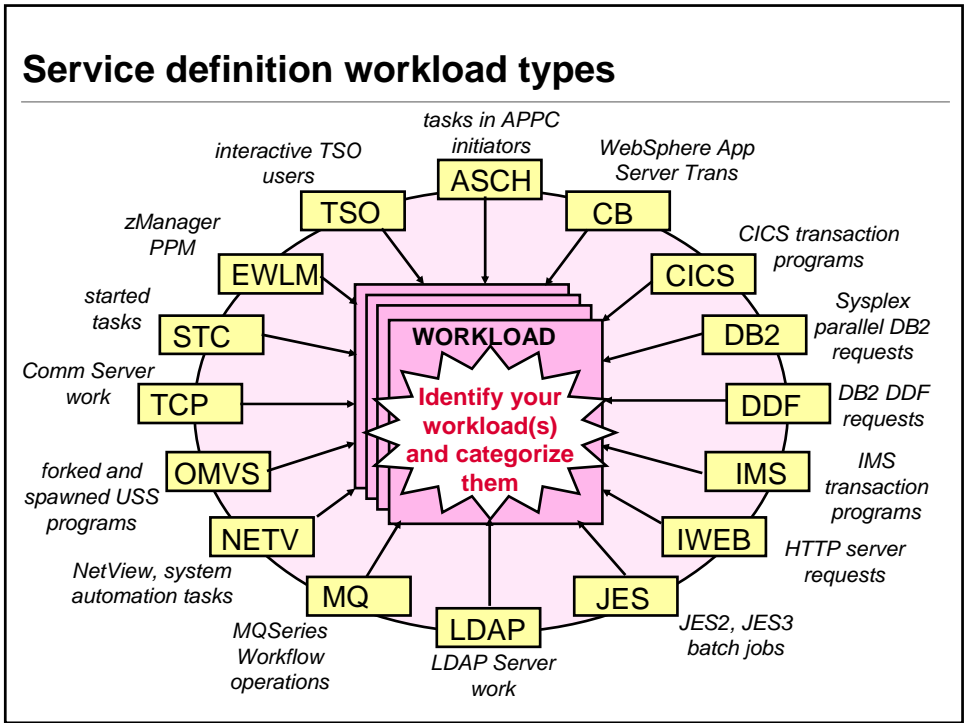 Service definition workload types
tasks in APPC
initiators
ASCH
WebSphere App
Server Trans
CB
CICS transaction
programs
CICS
Sysplex
parallel DB2
requests
DB2
DB2 DDF
requests
DDF
IMS
transaction
programs
IMS
HTTP server
requests
IWEB
JES2, JES3
batch jobs
JES
LDAP
LDAP Server
work
MQ
MQSeries
Workflow
operations
NETV
NetView, system
automation tasks
OMVS
forked and
spawned USS
programs
TCP
Comm Server
work
STC
started
tasks
EWLM
zManager
PPM
TSO
interactive TSO
users
WORKLOAD
Identify your
workload(s)
and categorize
them